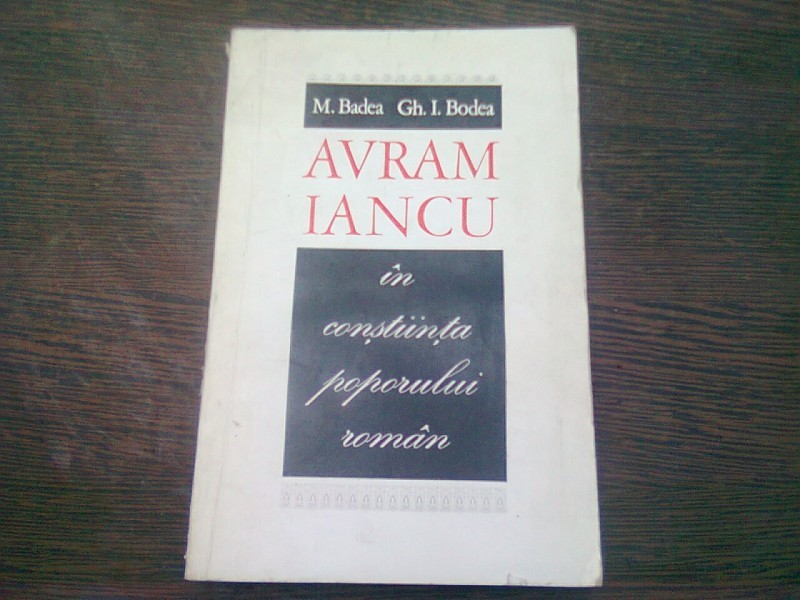 M. Badea Gh. I. Bodea
AVRAM
IANCU
în
conștiința
poporului
român